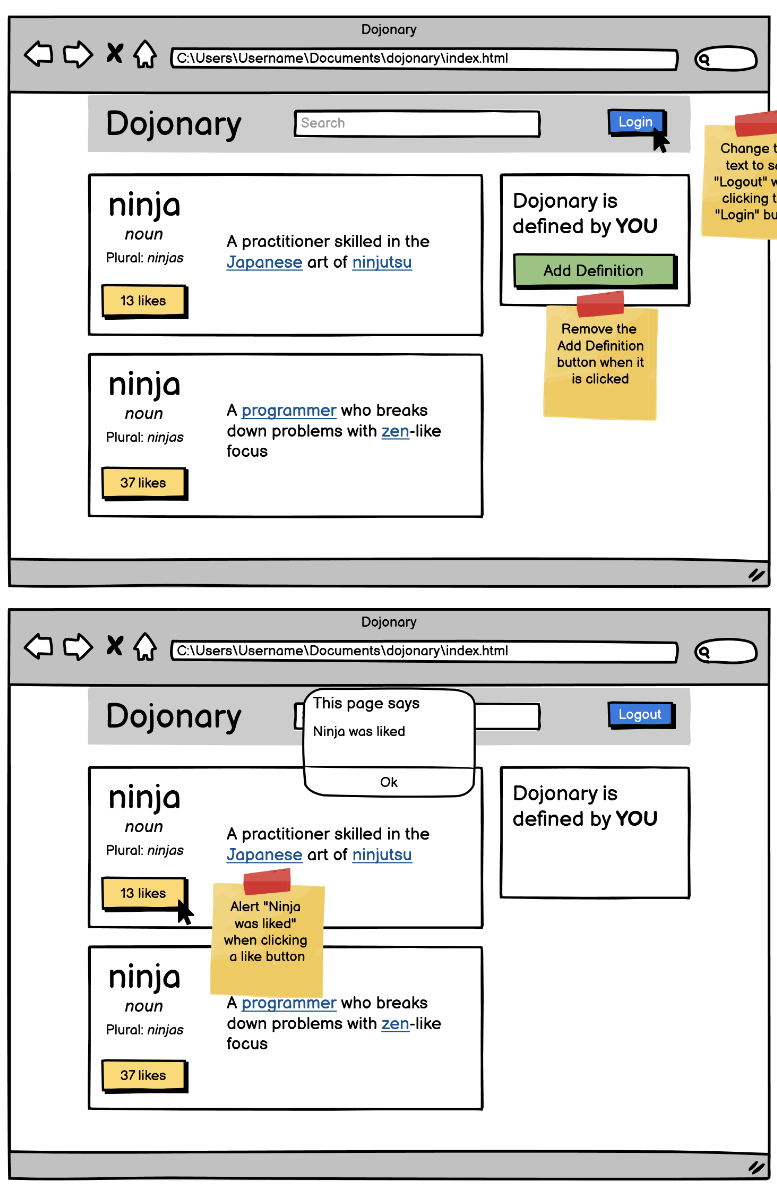 Dojonary
C:\Users\Username\Documents\dojonary\index.html
Dojonary
Search
Login
Change
text to
"Logout"
clicking
"Login"
ninja
noun
Plural: ninjas
13 likes
A practitioner skilled in the
Japanese art of ninjutsu
Dojonary is
defined by YOU
Add Definition
Remove the
Add Definition
button when it
is clicked
ninja
noun
Plural: ninjas
37 likes
A programmer who breaks
down problems with zen-like
focus
Dojonary
C:\Users\Username\Documents\dojonary\index.html
Dojonary
This page says
Ninja was liked
Ok
Logout
ninja
noun
Plural: ninjas
13 likes
A practitioner skilled in the
Japanese art of ninjutsu
Alert "Ninja
was liked"
when clicking
a like button
Dojonary is
defined by YOU
ninja
noun
Plural: ninjas
37 likes
A programmer who breaks
down problems with zen-like
focus